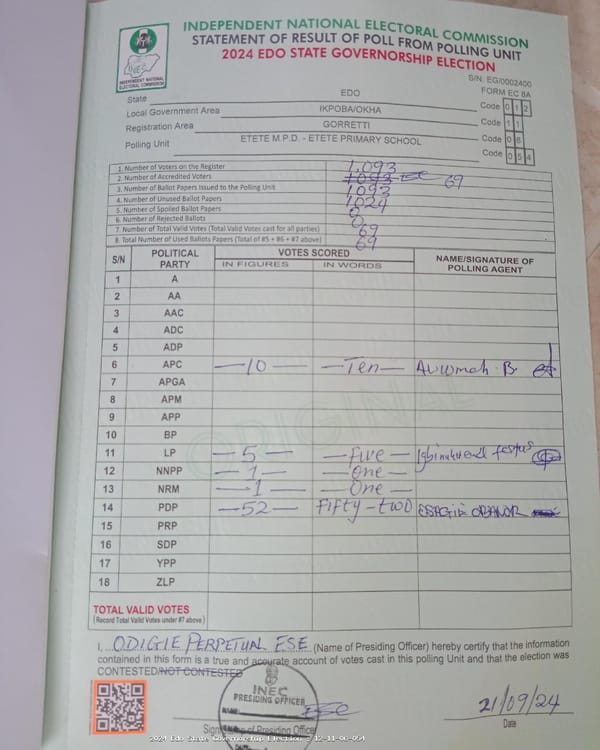 INDEPENDENT NATIONAL ELECTORAL COMMISSION
STATEMENT OF RESULT OF POLL FROM POLLING UNIT
2024 EDO STATE GOVERNORSHIP ELECTION
INEC
INDEPENDENT NATIONAL
ELECTORAL COMMISSION
S/N: EG/0002400
FORM EC 8A
State EDO Code 0 1 2
Local Government Area IKPOBA/OKHA Code 1 1
Registration Area GORRETTI Code 0 6
Polling Unit ETETE M.P.D. - ETETE PRIMARY SCHOOL Code 0 5 4
1. Number of Voters on the Register 1,093
2. Number of Accredited Voters 1093 69
3. Number of Ballot Papers Issued to the Polling Unit 1093
4. Number of Unused Ballot Papers 1024
5. Number of Spoiled Ballot Papers 0
6. Number of Rejected Ballots 0
7. Number of Total Valid Votes (Total Valid Votes cast for all parties) 69
8. Total Number of Used Ballots Papers (Total of #5 + #6 + #7 above) 69
S/N POLITICAL PARTY VOTES SCORED NAME/SIGNATURE OF POLLING AGENT
IN FIGURES IN WORDS
1 A
2 AA
3 AAC
4 ADC
5 ADP
6 APC —10— —Ten— Auwmah B.
7 APGA
8 APM
9 APP
10 BP
11 LP —5— —Five— festus
12 NNPP —1— —One—
13 NRM —1— —One—
14 PDP —52— Fifty-two
15 PRP
16 SDP
17 YPP
18 ZLP
ORIGINAL
TOTAL VALID VOTES
(Record Total Valid Votes under #7 above)
I, ODIGIE PERPETUAL ESE (Name of Presiding Officer) hereby certify that the information
contained in this form is a true and accurate account of votes cast in this polling Unit and that the election was
CONTESTED/NOT CONTESTED
INEC
PRESIDING OFFICER
NAME:
21/09/24
Signature of Presiding Officer
Date
2024 Edo State Governorship Election - 12-11-06-054